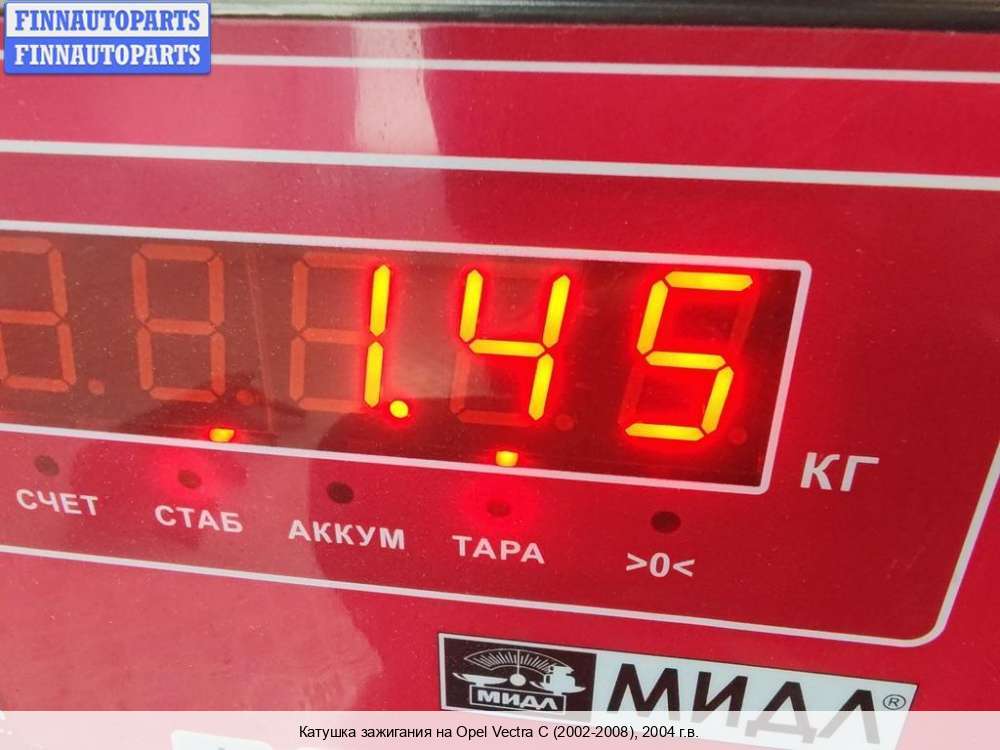 FINNAUTOPARTS
FINNAUTOPARTS
1.45
КГ
СЧЕТ СТАБ АККУМ ТАРА >0<
МИДЛ МИДЛ®
Катушка зажигания на Opel Vectra C (2002-2008), 2004 г.в.